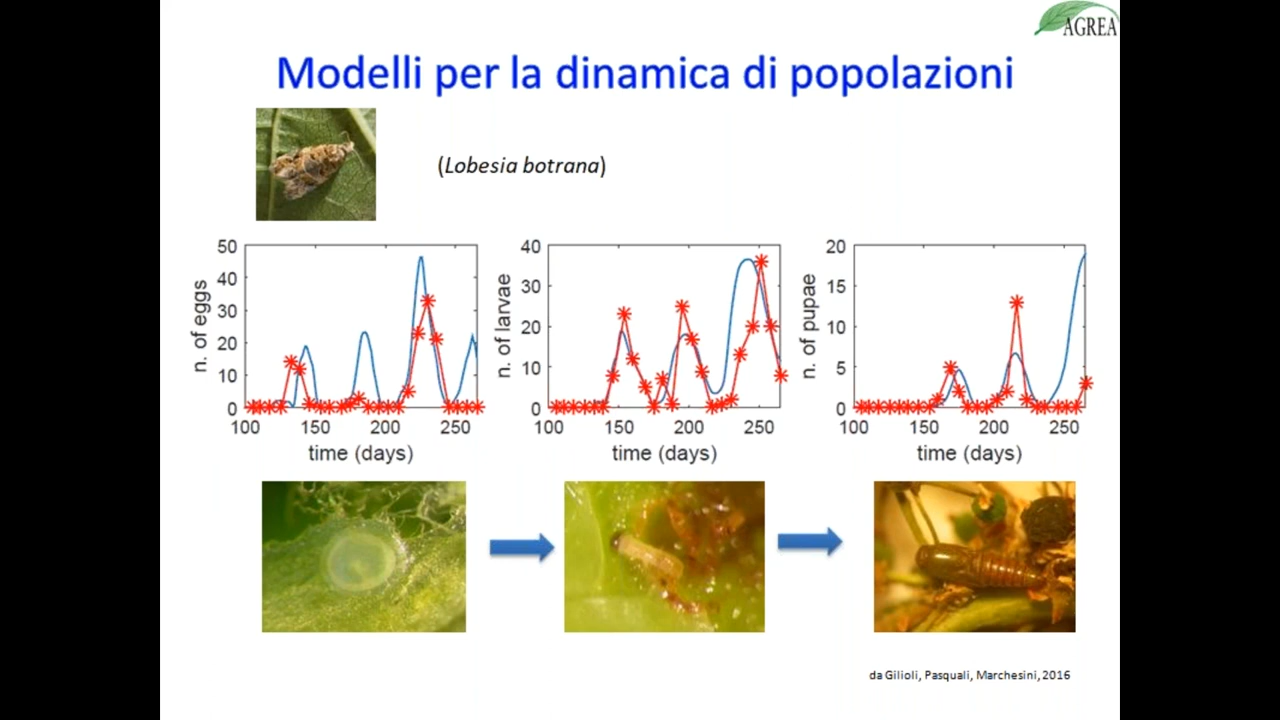 AGREA
Modelli per la dinamica di popolazioni
(Lobesia botrana)
n. of eggs
50
40
30
20
10
0
100 150 200 250
time (days)
n. of larvae
40
30
20
10
0
100 150 200 250
time (days)
n. of pupae
20
15
10
5
0
100 150 200 250
time (days)
da Gilioli, Pasquali, Marchesini, 2016